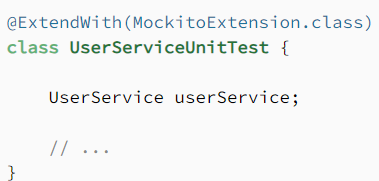 @ExtendWith(MockitoExtension.class)
class UserServiceUnitTest {
UserService userService;
// ...
}